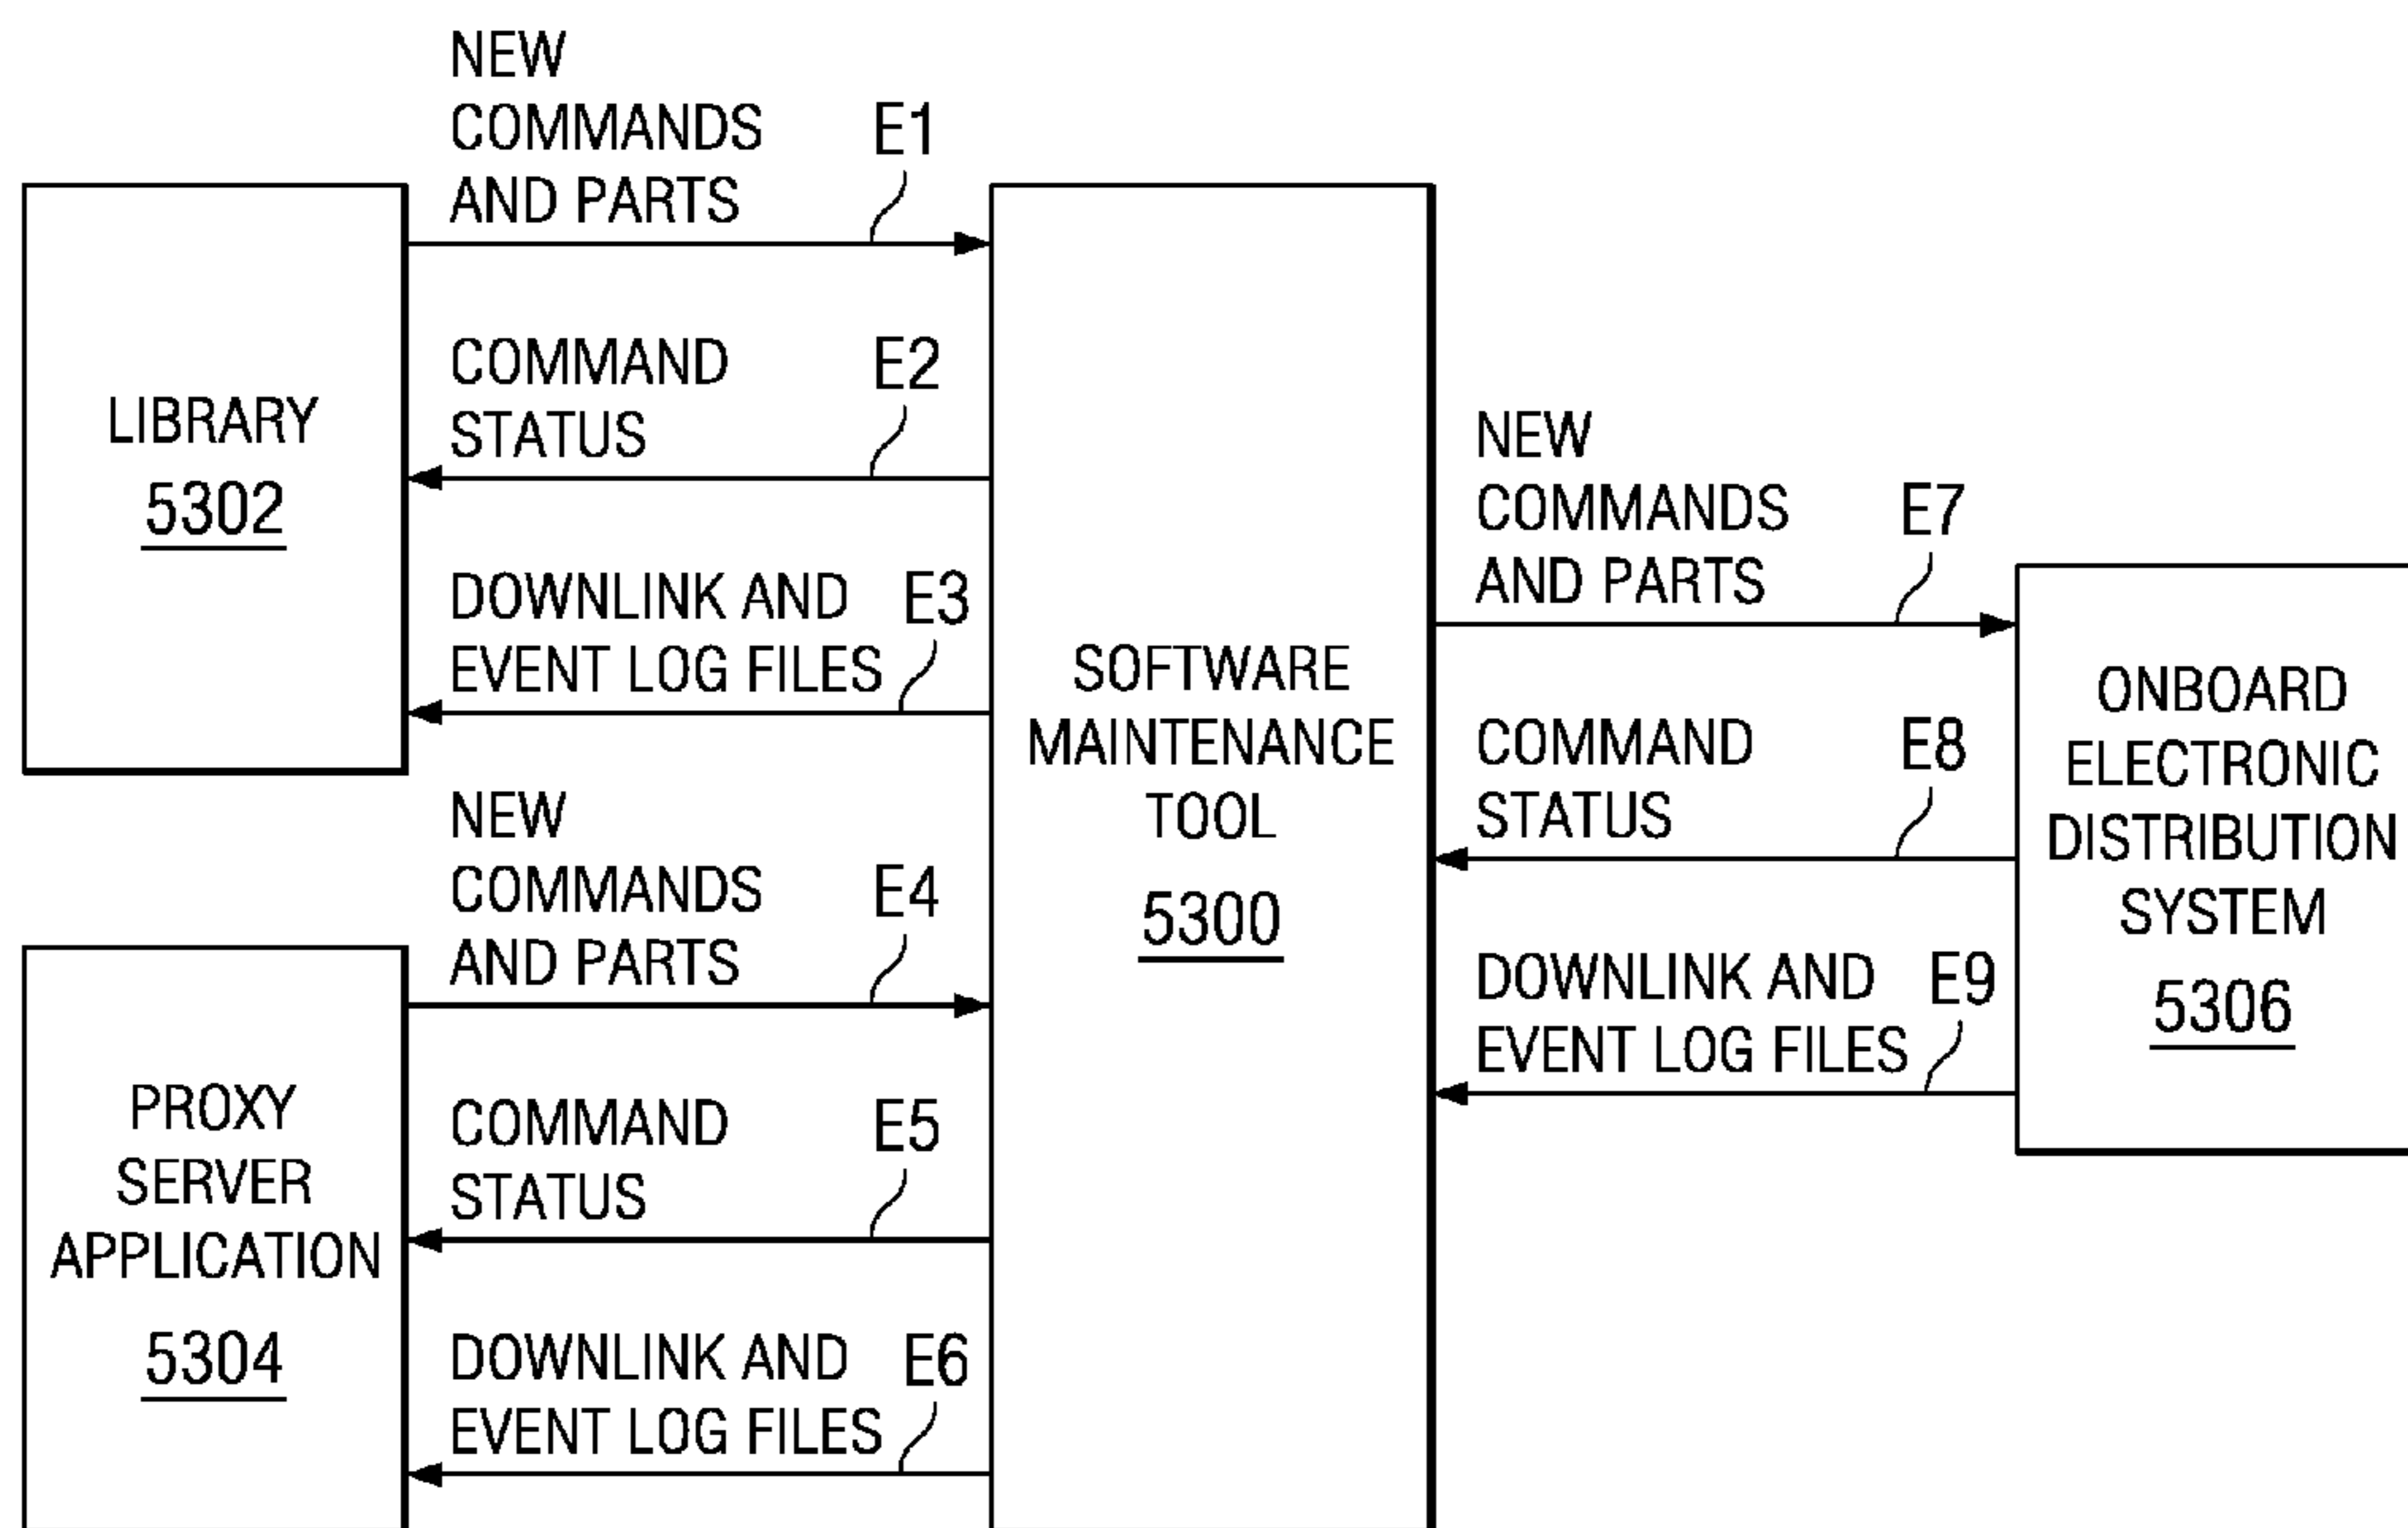 NEW
COMMANDS
AND PARTS
E1
COMMAND
STATUS
E2
DOWNLINK AND
EVENT LOG FILES
E3
LIBRARY
5302
NEW
COMMANDS
AND PARTS
E4
COMMAND
STATUS
E5
DOWNLINK AND
EVENT LOG FILES
E6
PROXY
SERVER
APPLICATION
5304
SOFTWARE
MAINTENANCE
TOOL
5300
NEW
COMMANDS
AND PARTS
E7
COMMAND
STATUS
E8
DOWNLINK AND
EVENT LOG FILES
E9
ONBOARD
ELECTRONIC
DISTRIBUTION
SYSTEM
5306